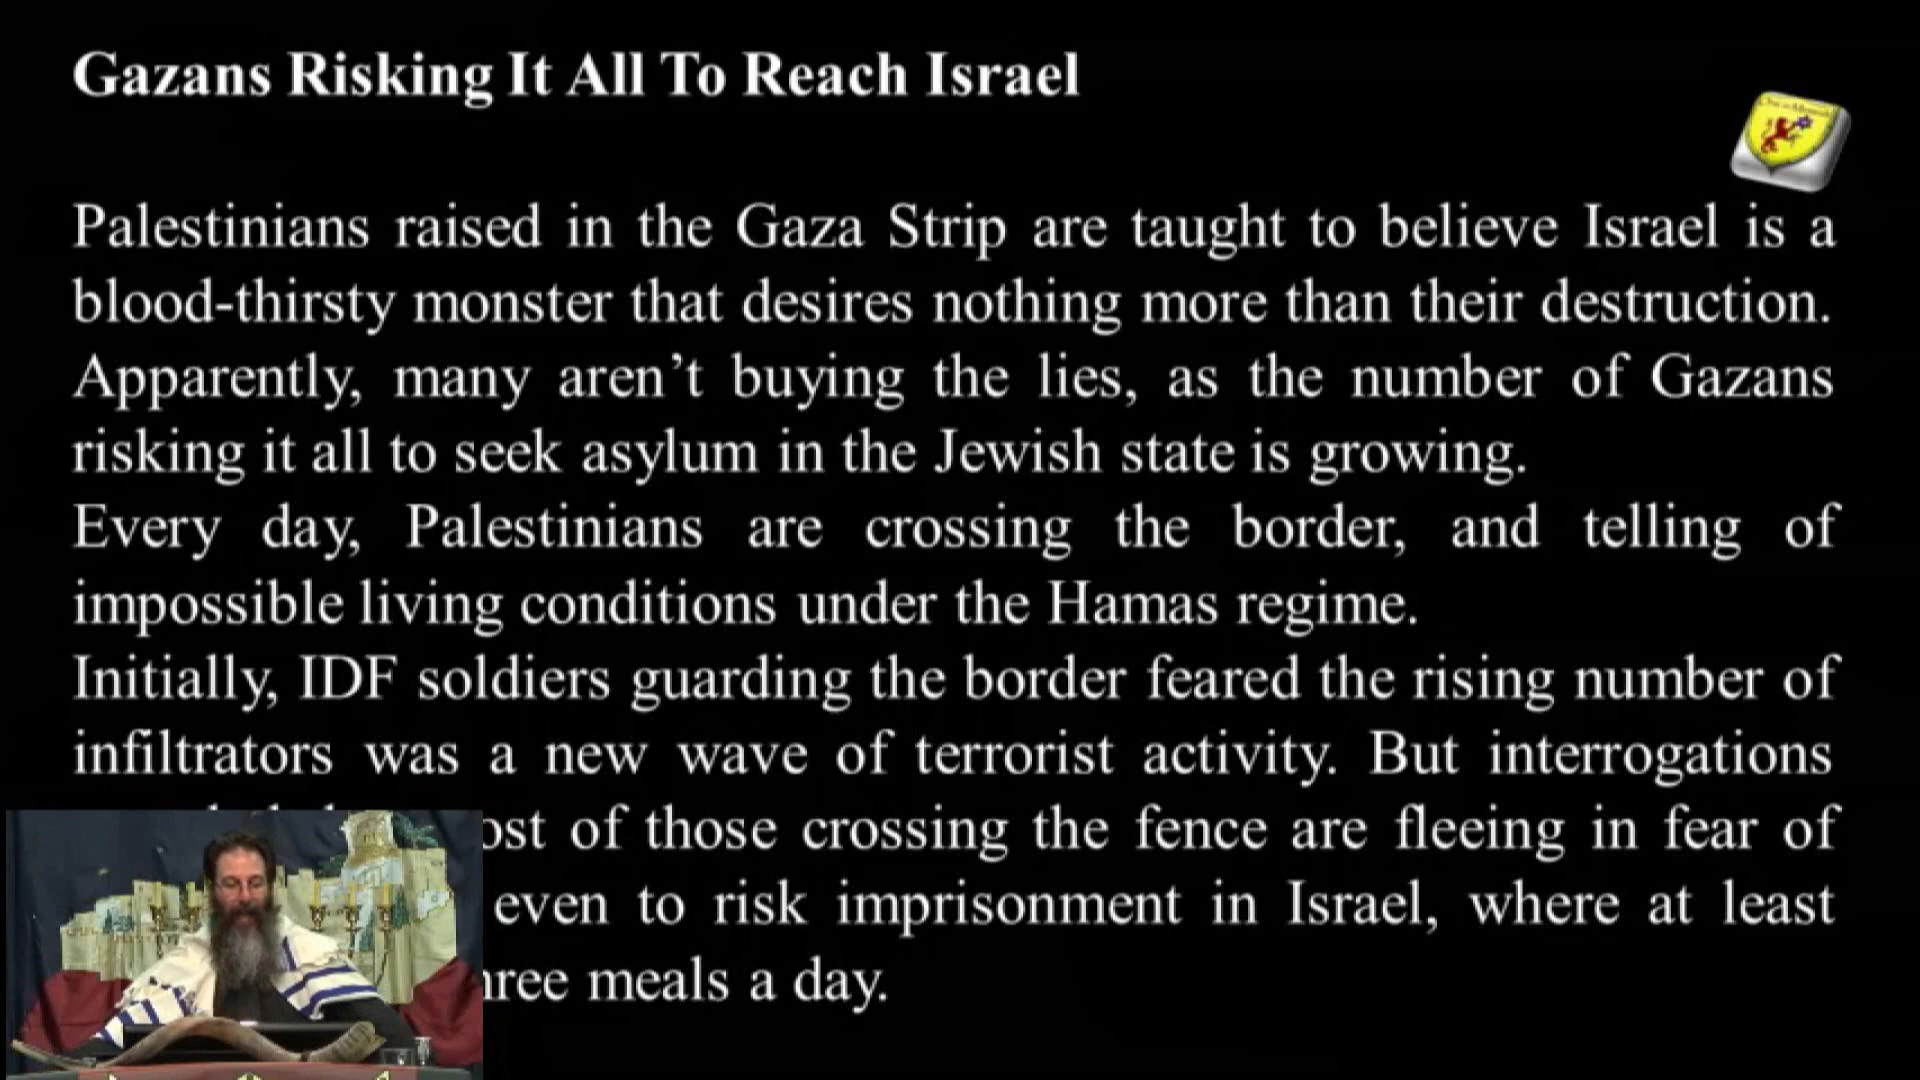 Gazans Risking It All To Reach Israel
Palestinians raised in the Gaza Strip are taught to believe Israel is a
blood-thirsty monster that desires nothing more than their destruction.
Apparently, many aren’t buying the lies, as the number of Gazans
risking it all to seek asylum in the Jewish state is growing.
Every day, Palestinians are crossing the border, and telling of
impossible living conditions under the Hamas regime.
Initially, IDF soldiers guarding the border feared the rising number of
infiltrators was a new wave of terrorist activity. But interrogations
of those crossing the fence are fleeing in fear of
even to risk imprisonment in Israel, where at least
meals a day.